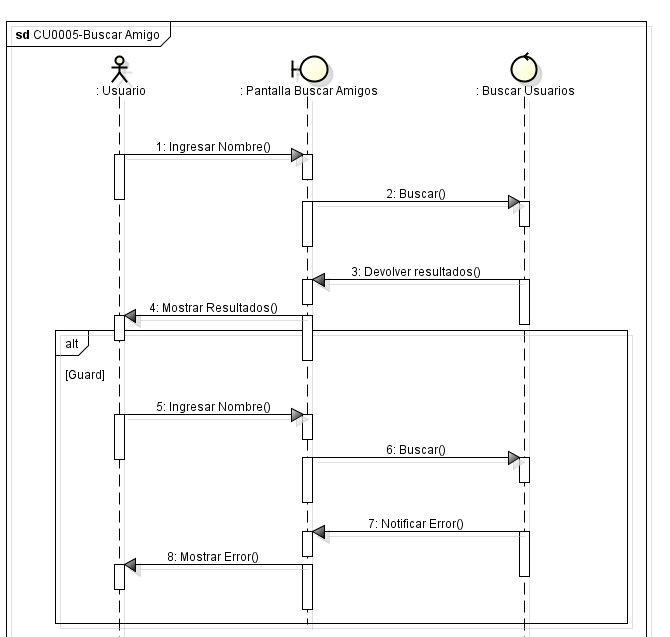 sd CU0005-Buscar Amigo
: Usuario
: Pantalla Buscar Amigos
: Buscar Usuarios
1: Ingresar Nombre()
2: Buscar()
3: Devolver resultados()
4: Mostrar Resultados()
alt
[Guard]
5: Ingresar Nombre()
6: Buscar()
7: Notificar Error()
8: Mostrar Error()